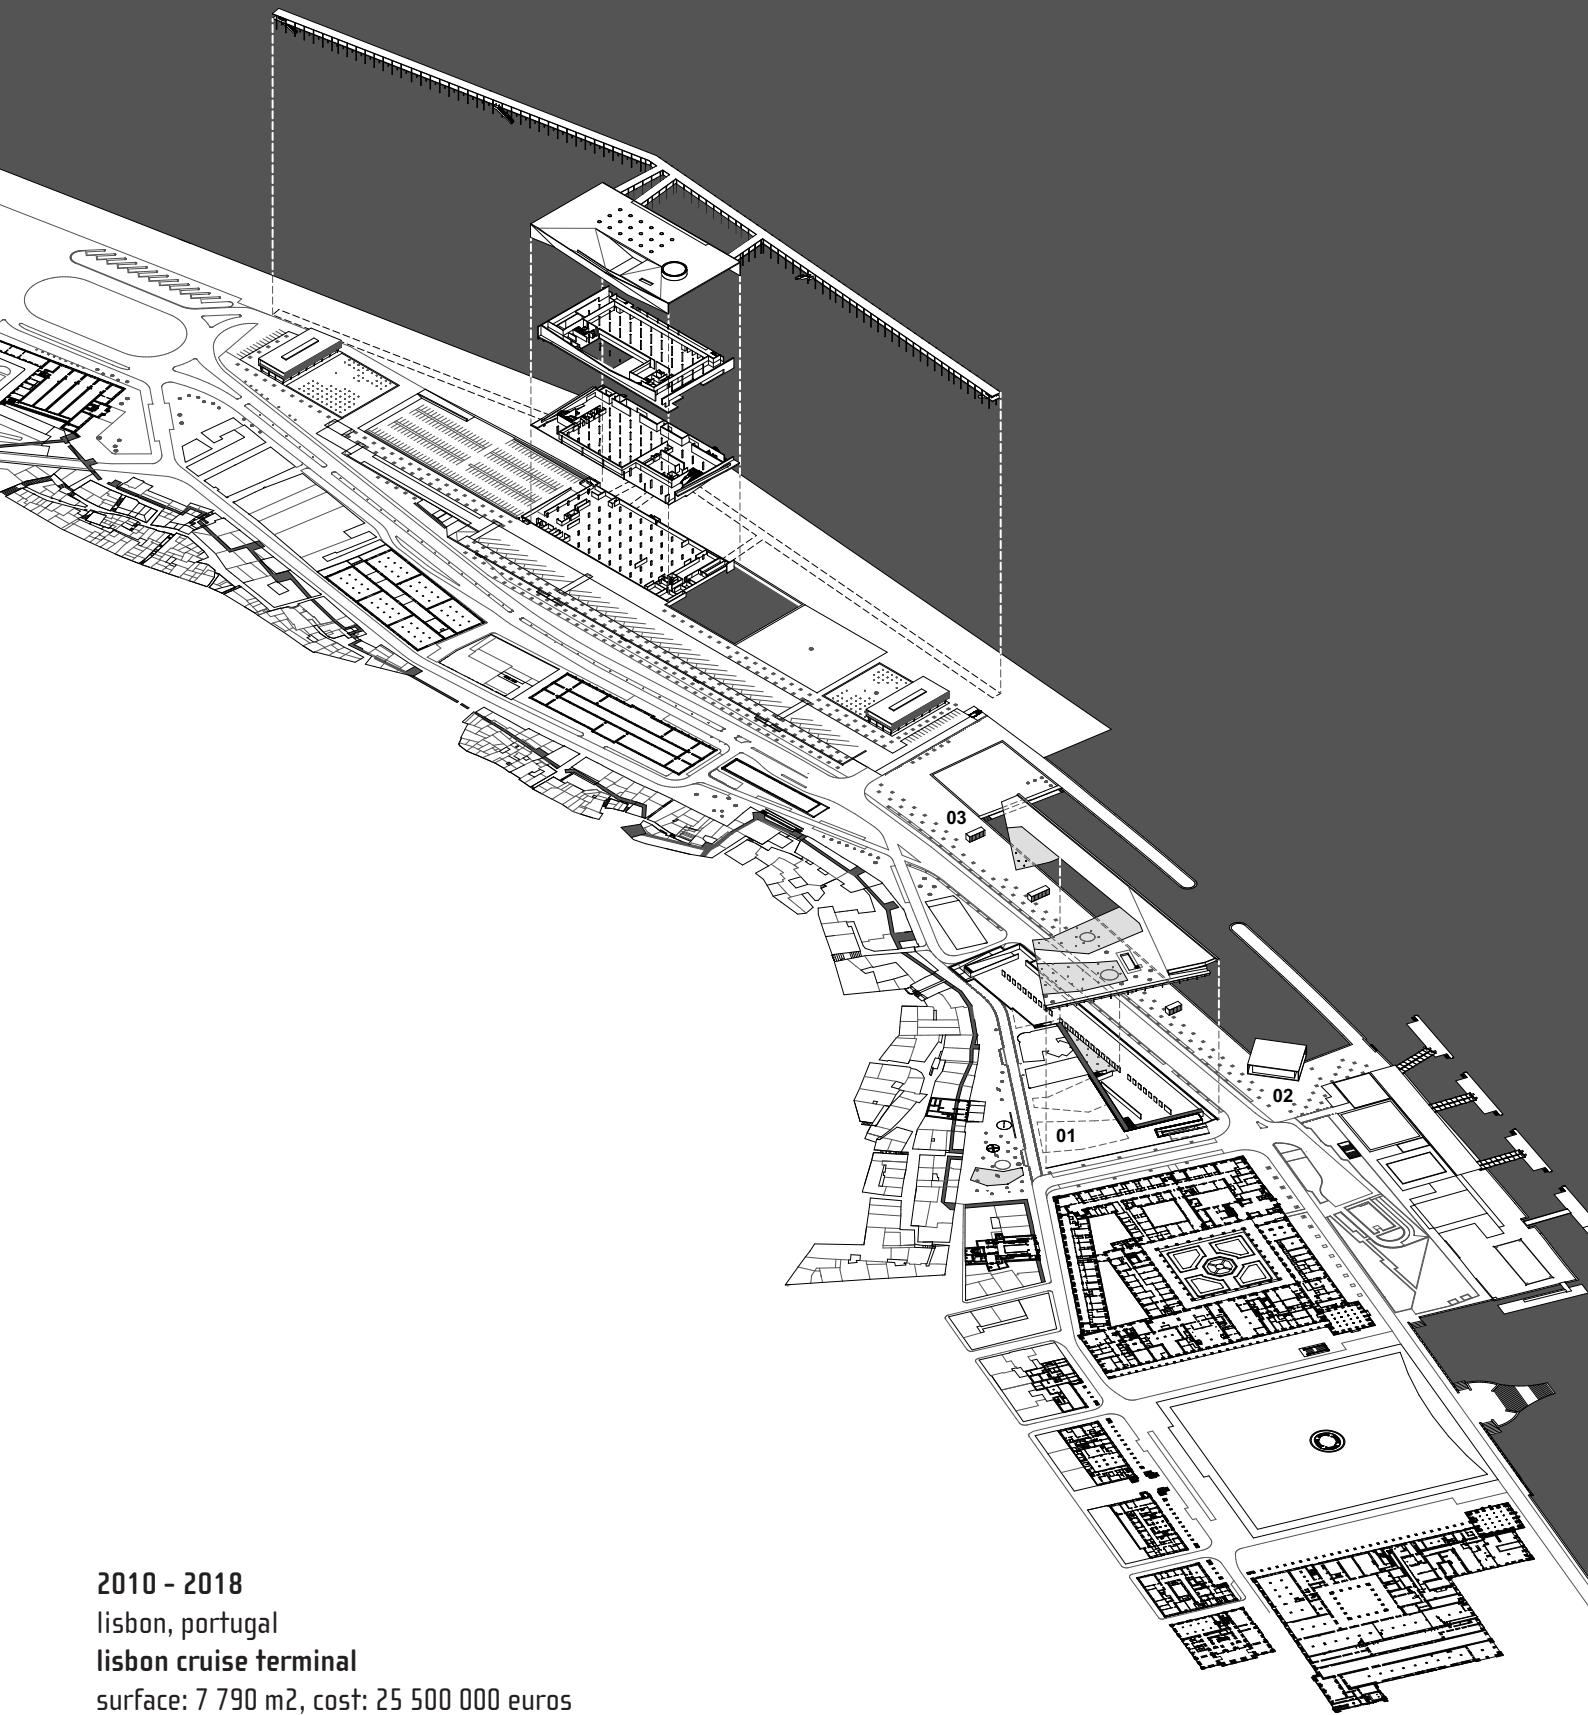 03
02
01
2010 - 2018
lisbon, portugal
lisbon cruise terminal
surface: 7 790 m2, cost: 25 500 000 euros